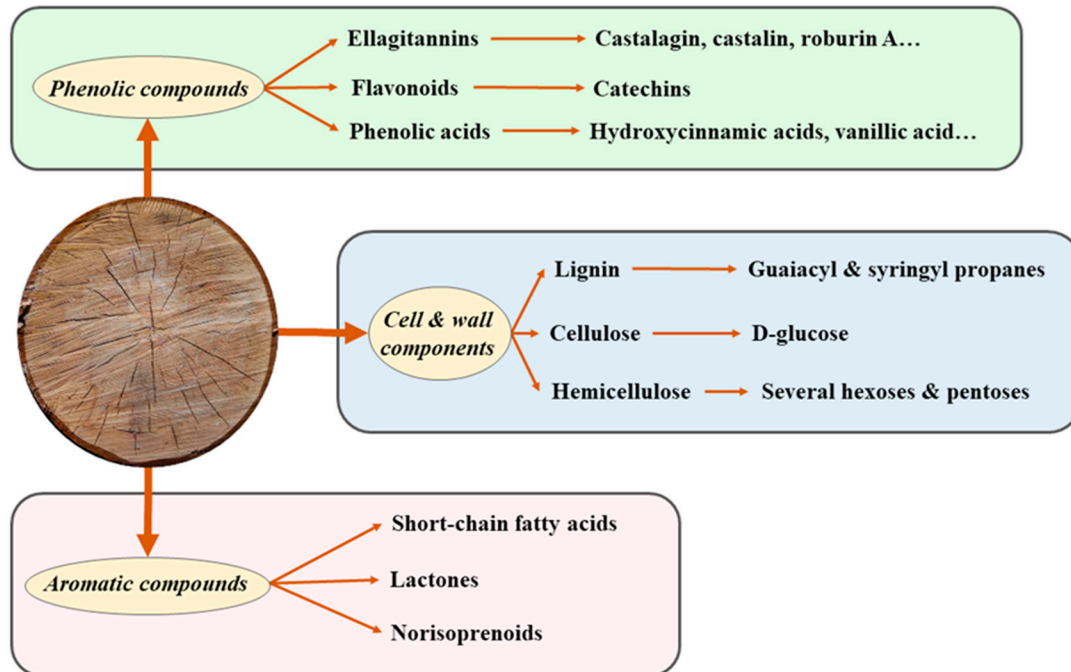 Phenolic compounds
Ellagitannins
Castalagin, castalin, roburin A…
Flavonoids
Catechins
Phenolic acids
Hydroxycinnamic acids, vanillic acid…
Cell & wall
components
Lignin
Guaiacyl & syringyl propanes
Cellulose
D-glucose
Hemicellulose
Several hexoses & pentoses
Aromatic compounds
Short-chain fatty acids
Lactones
Norisoprenoids